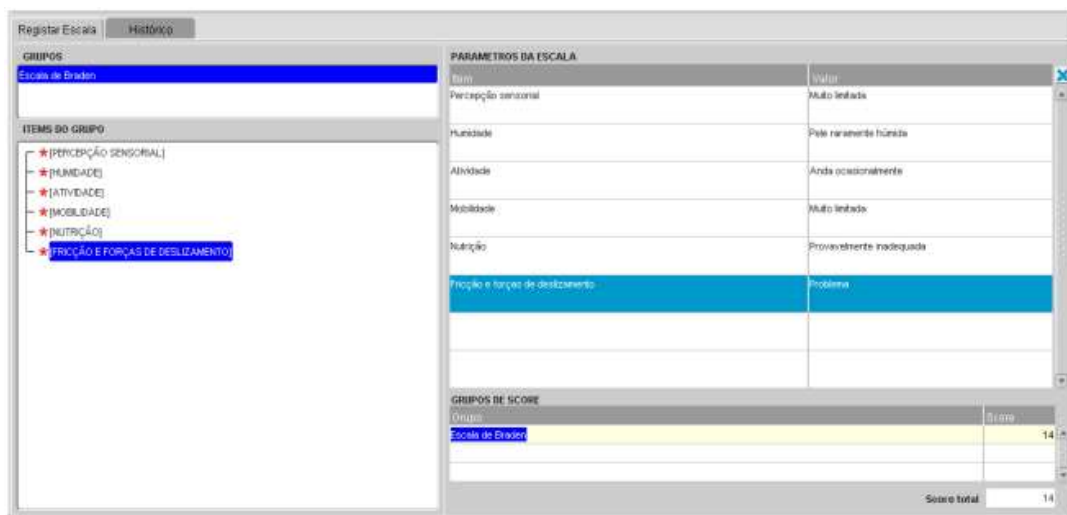 Registar Escala Histórico
GRUPOS
Escala de Braden
ITEMS DO GRUPO
[PERCEPÇÃO SENSORIAL]
[HUMIDADE]
[ATIVIDADE]
[MOBILIDADE]
[NUTRIÇÃO]
[FRICÇÃO E FORÇAS DE DESLIZAMENTO]
PARAMETROS DA ESCALA
Item Valor
Percepção sensorial Muito limitada
Humidade Pele raramente húmida
Atividade Anda ocasionalmente
Mobilidade Muito limitada
Nutrição Provavelmente inadequada
Fricção e forças de deslizamento Problema
GRUPOS DE SCORE
Grupo Score
Escala de Braden 14
Score total 14